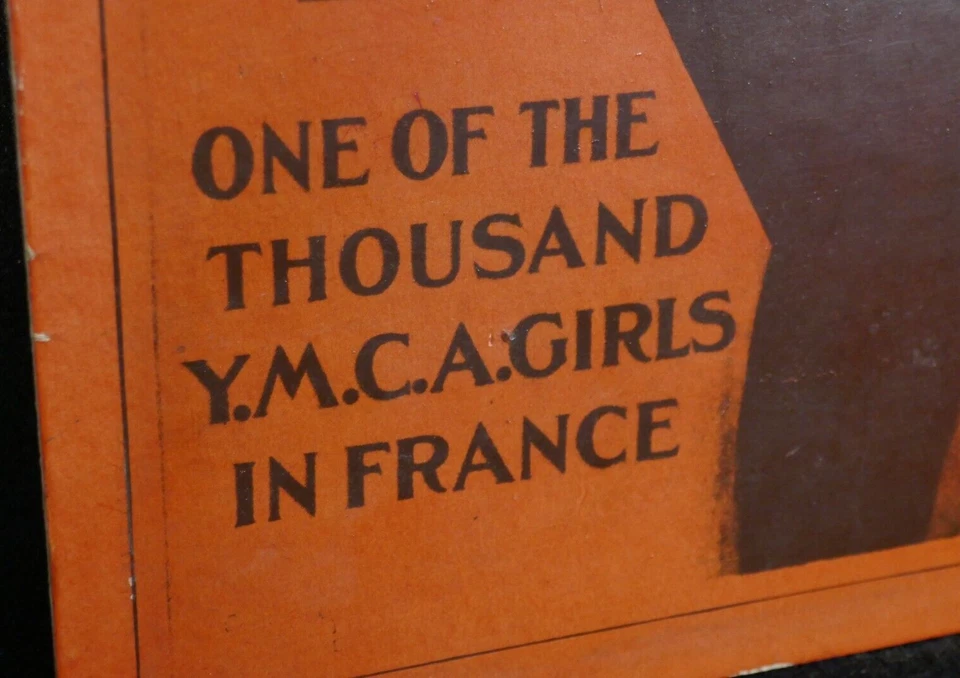 ONE OF THE
THOUSAND
Y.M.C.A. GIRLS
IN FRANCE